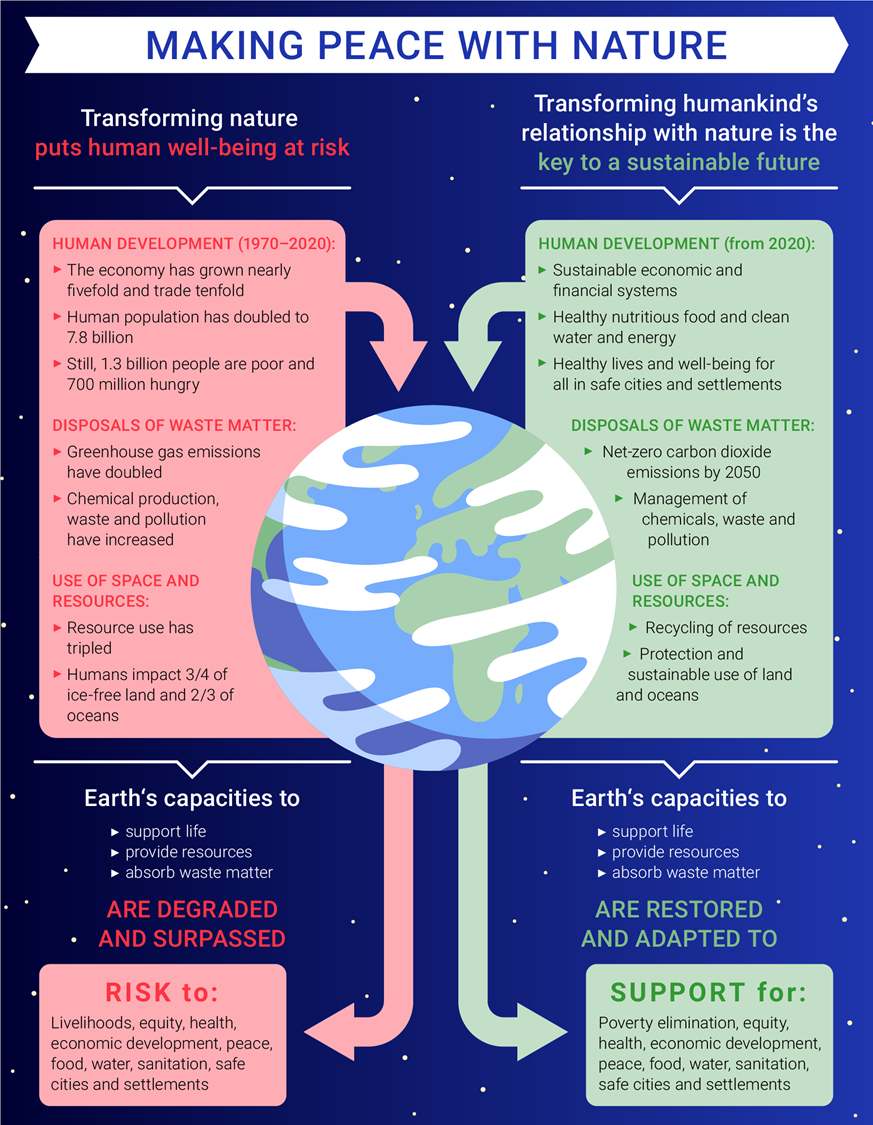 MAKING PEACE WITH NATURE
Transforming nature
puts human well-being at risk
HUMAN DEVELOPMENT (1970–2020):
▸ The economy has grown nearly
fivefold and trade tenfold
▸ Human population has doubled to
7.8 billion
▸ Still, 1.3 billion people are poor and
700 million hungry
DISPOSALS OF WASTE MATTER:
▸ Greenhouse gas emissions
have doubled
▸ Chemical production,
waste and pollution
have increased
USE OF SPACE AND
RESOURCES:
▸ Resource use has
tripled
▸ Humans impact 3/4 of
ice-free land and 2/3 of
oceans
Earth‘s capacities to
▸ support life
▸ provide resources
▸ absorb waste matter
ARE DEGRADED
AND SURPASSED
RISK to:
Livelihoods, equity, health,
economic development, peace,
food, water, sanitation, safe
cities and settlements
Transforming humankind‘s
relationship with nature is the
key to a sustainable future
HUMAN DEVELOPMENT (from 2020):
▸ Sustainable economic and
financial systems
▸ Healthy nutritious food and clean
water and energy
▸ Healthy lives and well-being for
all in safe cities and settlements
DISPOSALS OF WASTE MATTER:
▸ Net-zero carbon dioxide
emissions by 2050
▸ Management of
chemicals, waste and
pollution
USE OF SPACE AND
RESOURCES:
▸ Recycling of resources
▸ Protection and
sustainable use of land
and oceans
Earth‘s capacities to
▸ support life
▸ provide resources
▸ absorb waste matter
ARE RESTORED
AND ADAPTED TO
SUPPORT for:
Poverty elimination, equity,
health, economic development,
peace, food, water, sanitation,
safe cities and settlements